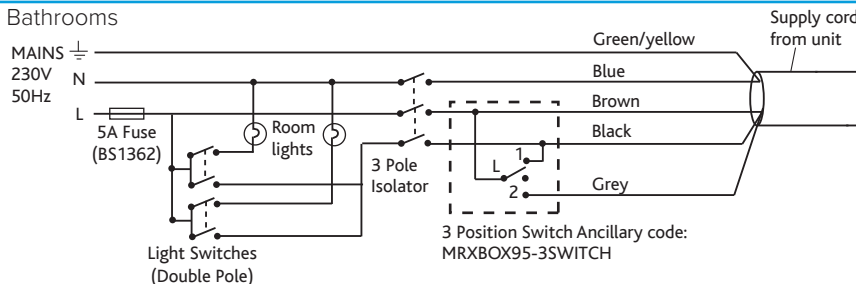 Bathrooms
Supply cord
from unit
MAINS
230V
50Hz
N
L
Green/yellow
Blue
Brown
Black
Grey
5A Fuse
(BS1362)
Room
lights
3 Pole
Isolator
L
1
2
Light Switches
(Double Pole)
3 Position Switch Ancillary code:
MRXBOX95-3SWITCH